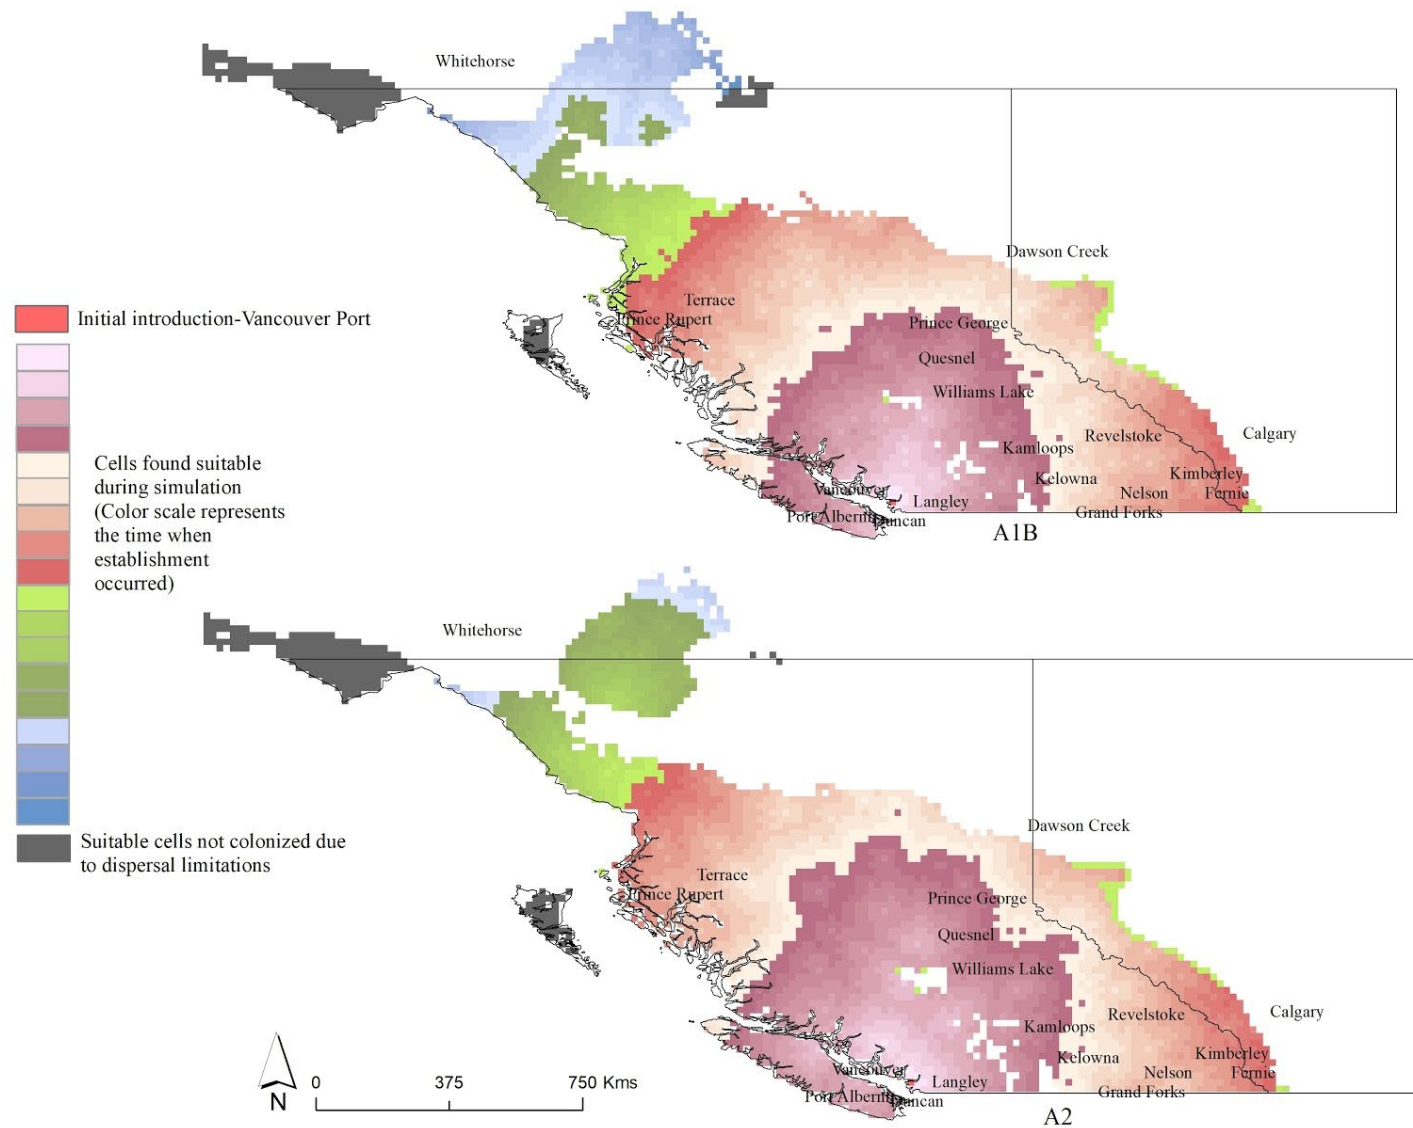 Whitehorse
Dawson Creek
Terrace
Prince Rupert
Prince George
Initial introduction-Vancouver Port
Quesnel
Williams Lake
Calgary
Revelstoke
Kamloops
Kimberley
Kelowna
Nelson
Fernie
Vancouver
Langley
Grand Forks
Port Alberni
Duncan
A1B
Cells found suitable
during simulation
(Color scale represents
the time when
establishment
occurred)
Whitehorse
Dawson Creek
Suitable cells not colonized due
to dispersal limitations
Terrace
Prince Rupert
Prince George
Quesnel
Williams Lake
Calgary
Revelstoke
Kamloops
Kimberley
Kelowna
Nelson
Fernie
Vancouver
Langley
Grand Forks
Port Alberni
Duncan
A2
0 375 750 Kms
N